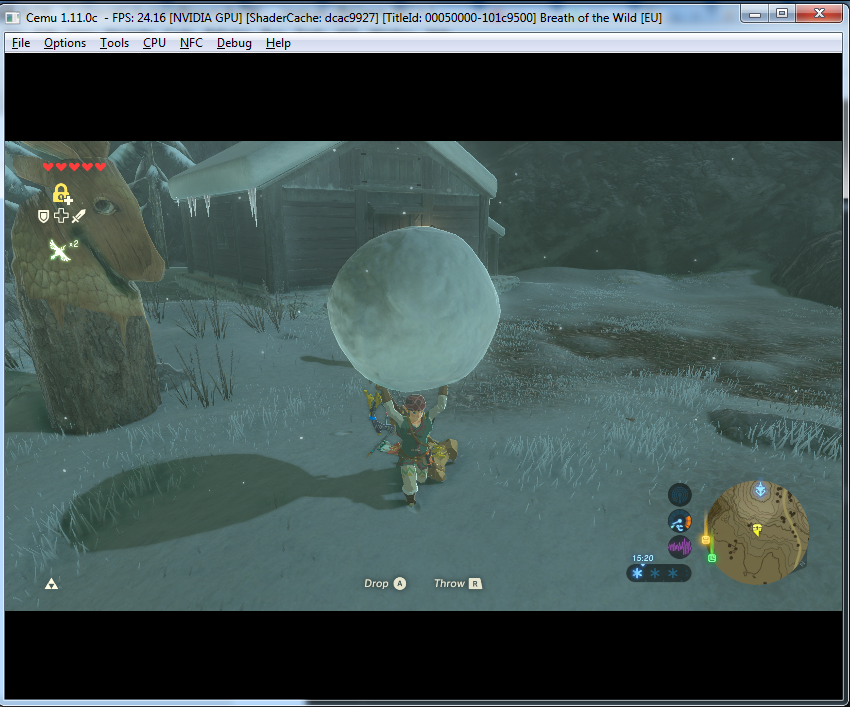 Cemu 1.11.0c - FPS: 24.16 [NVIDIA GPU] [ShaderCache: dcac9927] [TitleId: 00050000-101c9500] Breath of the Wild [EU]
File Options Tools CPU NFC Debug Help
×2
15:20
Drop A Throw R